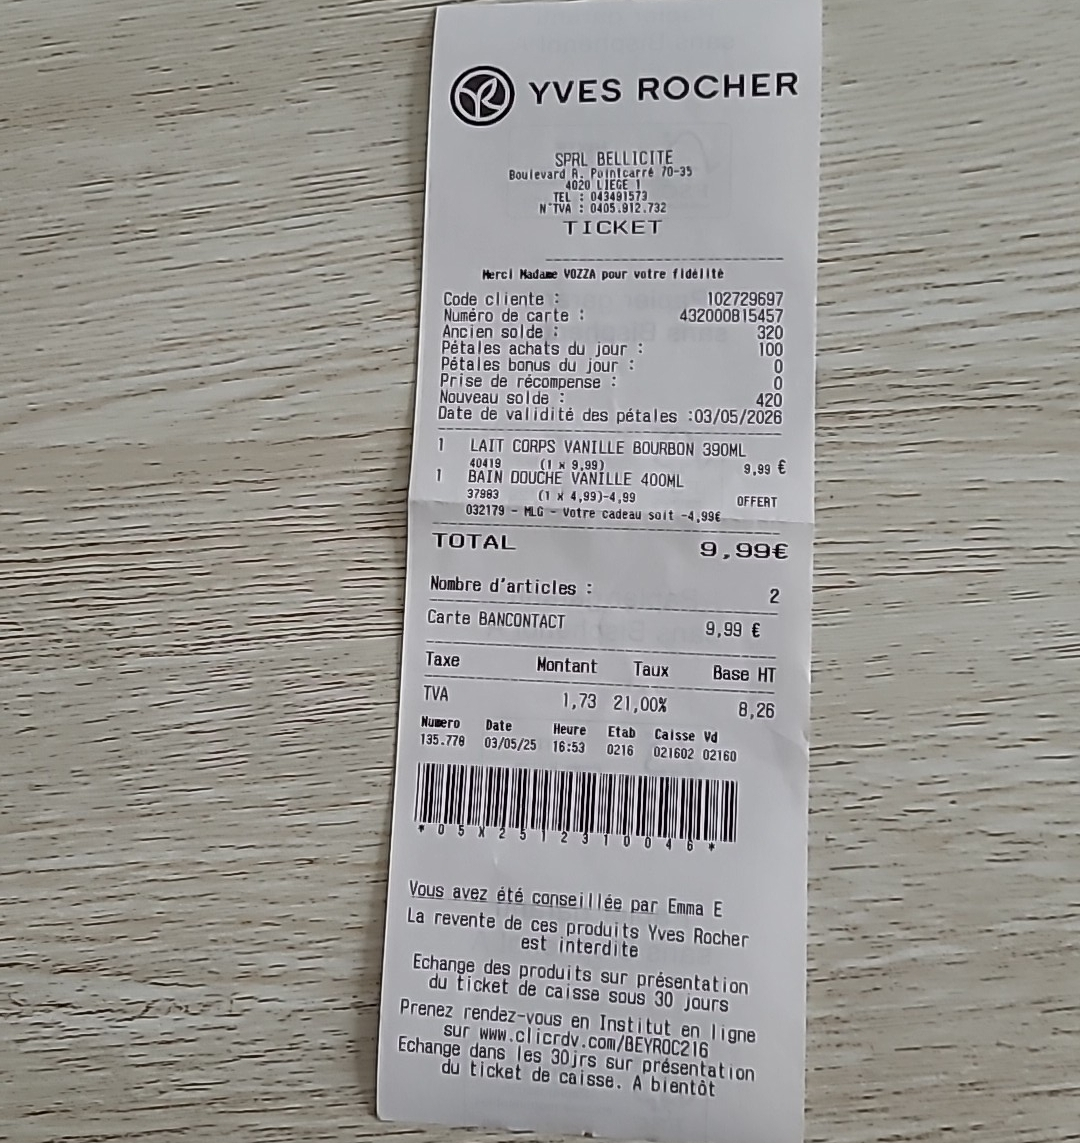 YVES ROCHER
SPRL BELLICITE
Boulevard R. Pointcarré 70-35
4020 LIEGE 1
TEL : 043491573
N°TVA : 0405.912.732
TICKET
Merci Madame VOZZA pour votre fidélité
Code cliente : 102729697
Numéro de carte : 432000815457
Ancien solde : 320
Pétales achats du jour : 100
Pétales bonus du jour : 0
Prise de récompense : 0
Nouveau solde : 420
Date de validité des pétales :03/05/2026
1 LAIT CORPS VANILLE BOURBON 390ML
40419 (1 x 9,99) 9,99 €
1 BAIN DOUCHE VANILLE 400ML
37983 (1 x 4,99)-4,99 OFFERT
032179 - MLG - Votre cadeau soit -4,99€
TOTAL 9,99€
Nombre d'articles : 2
Carte BANCONTACT 9,99 €
Taxe Montant Taux Base HT
TVA 1,73 21,00% 8,26
Numero Date Heure Etab Caisse Vd
135.778 03/05/25 16:53 0216 021602 02160
*05X2512310046*
Vous avez été conseillée par Emma E
La revente de ces produits Yves Rocher
est interdite
Echange des produits sur présentation
du ticket de caisse sous 30 jours
Prenez rendez-vous en Institut en ligne
sur www.clicrdv.com/BEYROC216
Echange dans les 30jrs sur présentation
du ticket de caisse. A bientôt